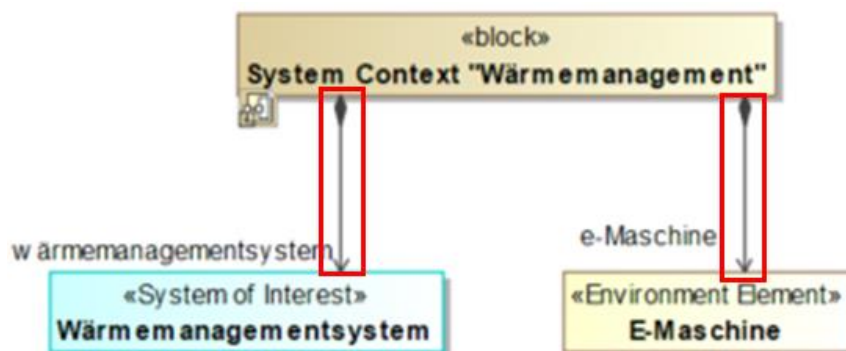 «block»
System Context "Wärmemanagement"
wärmemanagementsystem
e-Maschine
«System of Interest»
Wärmemanagementsystem
«Environment Element»
E-Maschine